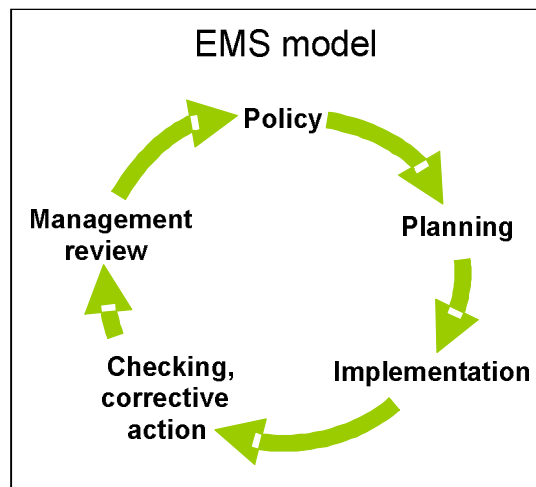 EMS model
Policy
Planning
Implementation
Checking,
corrective
action
Management
review